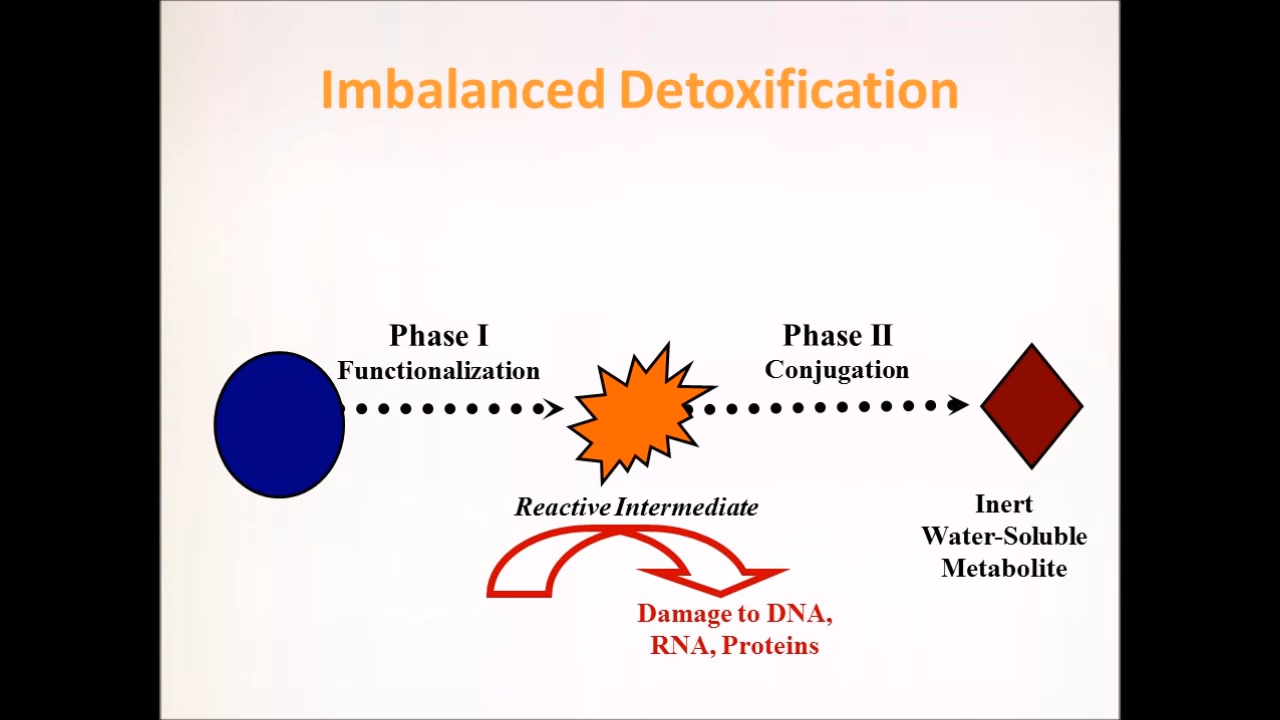 Imbalanced Detoxification
Phase I
Functionalization
Phase II
Conjugation
Reactive Intermediate
Inert
Water-Soluble
Metabolite
Damage to DNA,
RNA, Proteins